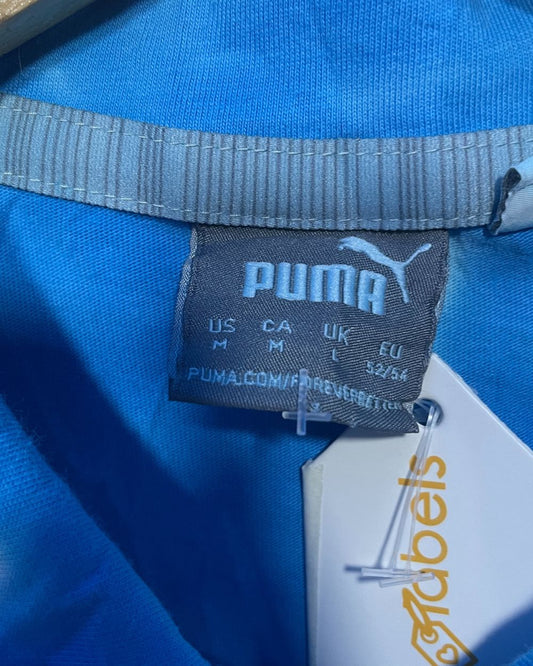 PUMA
US CA UK EU
M M L 52/54
PUMA.COM/FOREVERBETTER
labels